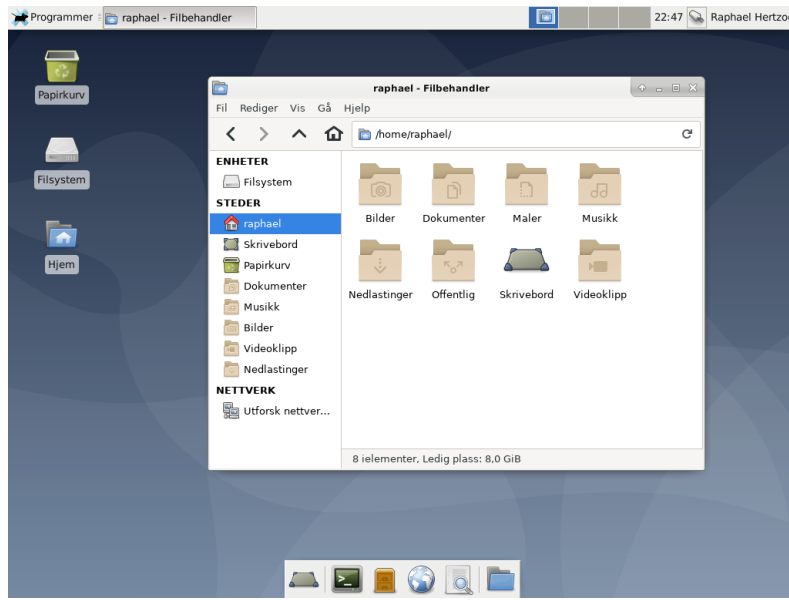 Programmer
raphael - Filbehandler
22:47
Raphael Hertzo
Papirkurv
Filsystem
Hjem
raphael - Filbehandler
Fil Rediger Vis Gå Hjelp
/home/raphael/
ENHETER
Filsystem
STEDER
raphael
Skrivebord
Papirkurv
Dokumenter
Musikk
Bilder
Videoklipp
Nedlastinger
NETTVERK
Utforsk nettver...
Bilder Dokumenter Maler Musikk
Nedlastinger Offentlig Skrivebord Videoklipp
8 ielementer, Ledig plass: 8,0 GiB